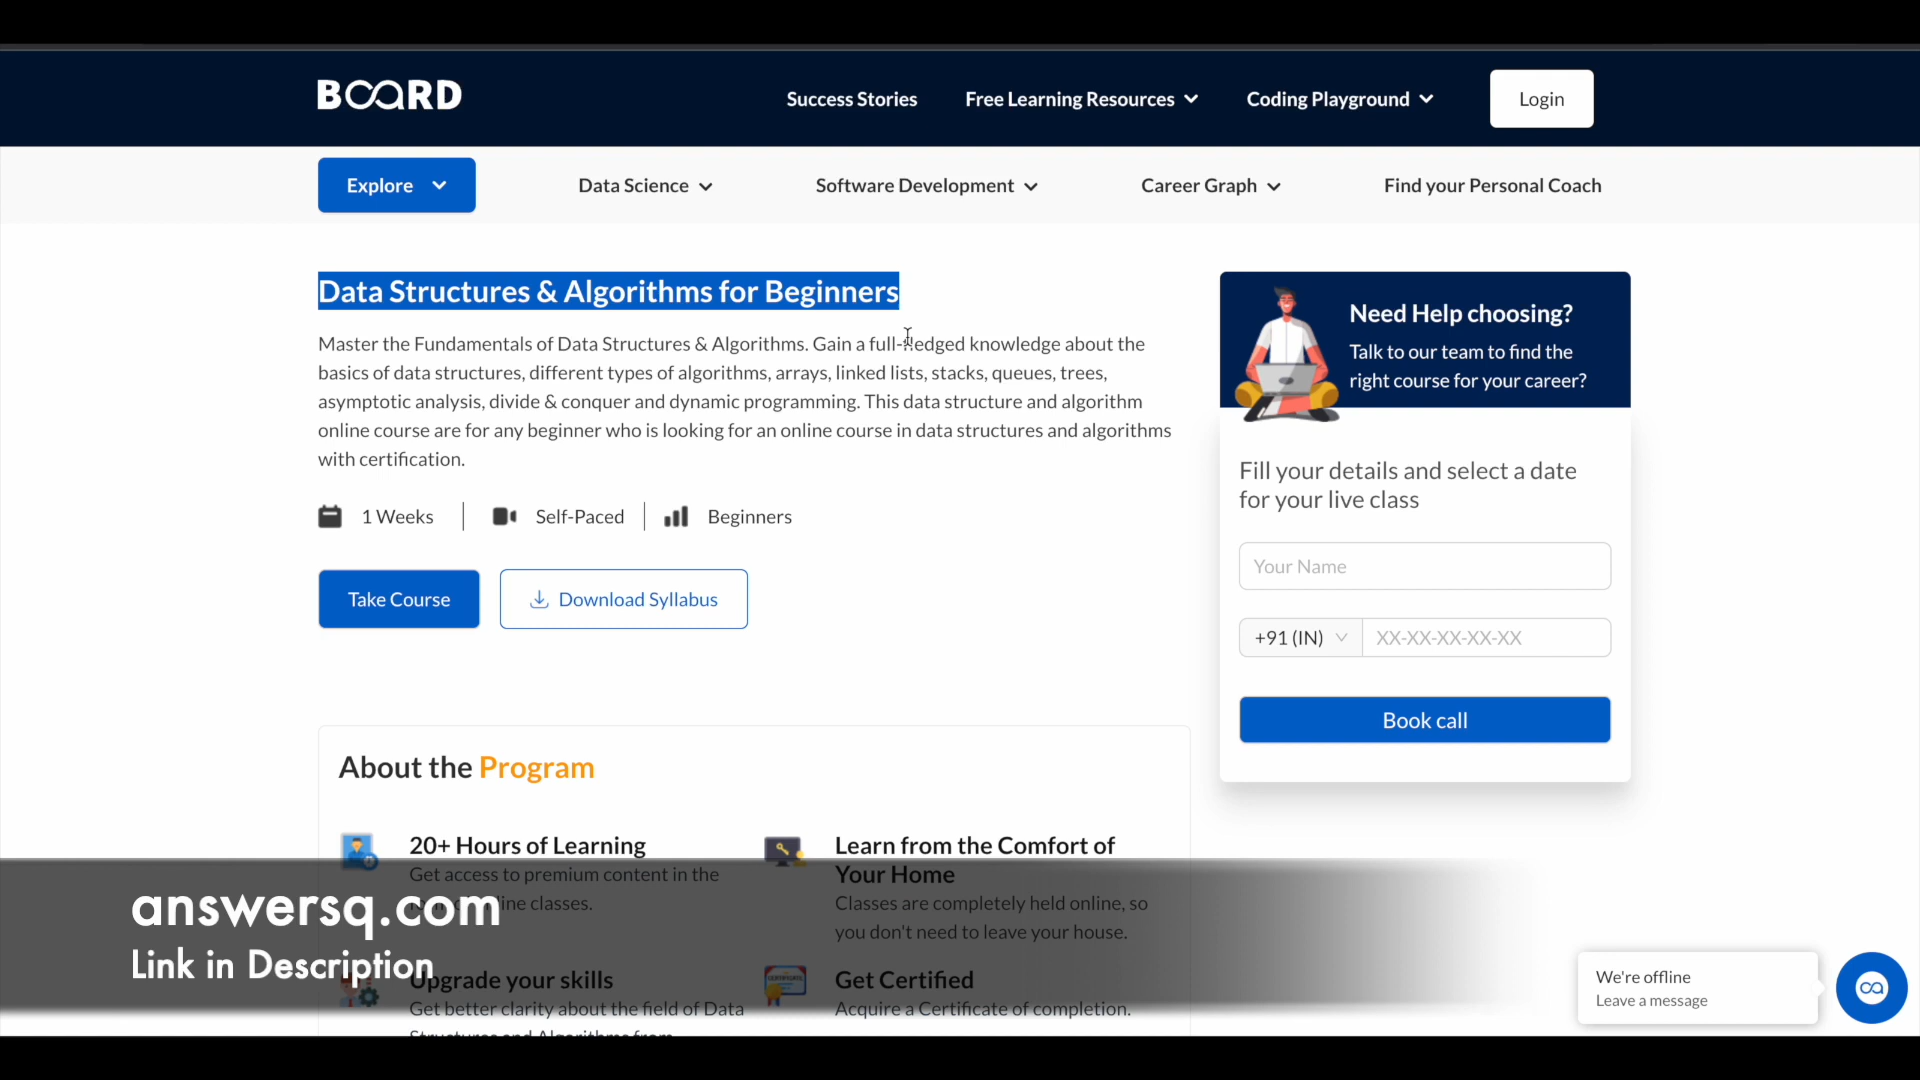 BOARD
Success Stories
Free Learning Resources
Coding Playground
Login
Explore
Data Science
Software Development
Career Graph
Find your Personal Coach
Data Structures & Algorithms for Beginners
Master the Fundamentals of Data Structures & Algorithms. Gain a full-fledged knowledge about the
basics of data structures, different types of algorithms, arrays, linked lists, stacks, queues, trees,
asymptotic analysis, divide & conquer and dynamic programming. This data structure and algorithm
online course are for any beginner who is looking for an online course in data structures and algorithms
with certification.
1 Weeks
Self-Paced
Beginners
Take Course
Download Syllabus
Need Help choosing?
Talk to our team to find the
right course for your career?
Fill your details and select a date
for your live class
Your Name
+91 (IN)
XX-XX-XX-XX-XX
Book call
About the Program
20+ Hours of Learning
Get access to premium content in the
classes.
Learn from the Comfort of
Your Home
Classes are completely held online, so
you don't need to leave your house.
Upgrade your skills
Get better clarity about the field of Data
Structures and Algorithms from
Get Certified
Acquire a Certificate of completion.
answersq.com
Link in Description
We're offline
Leave a message